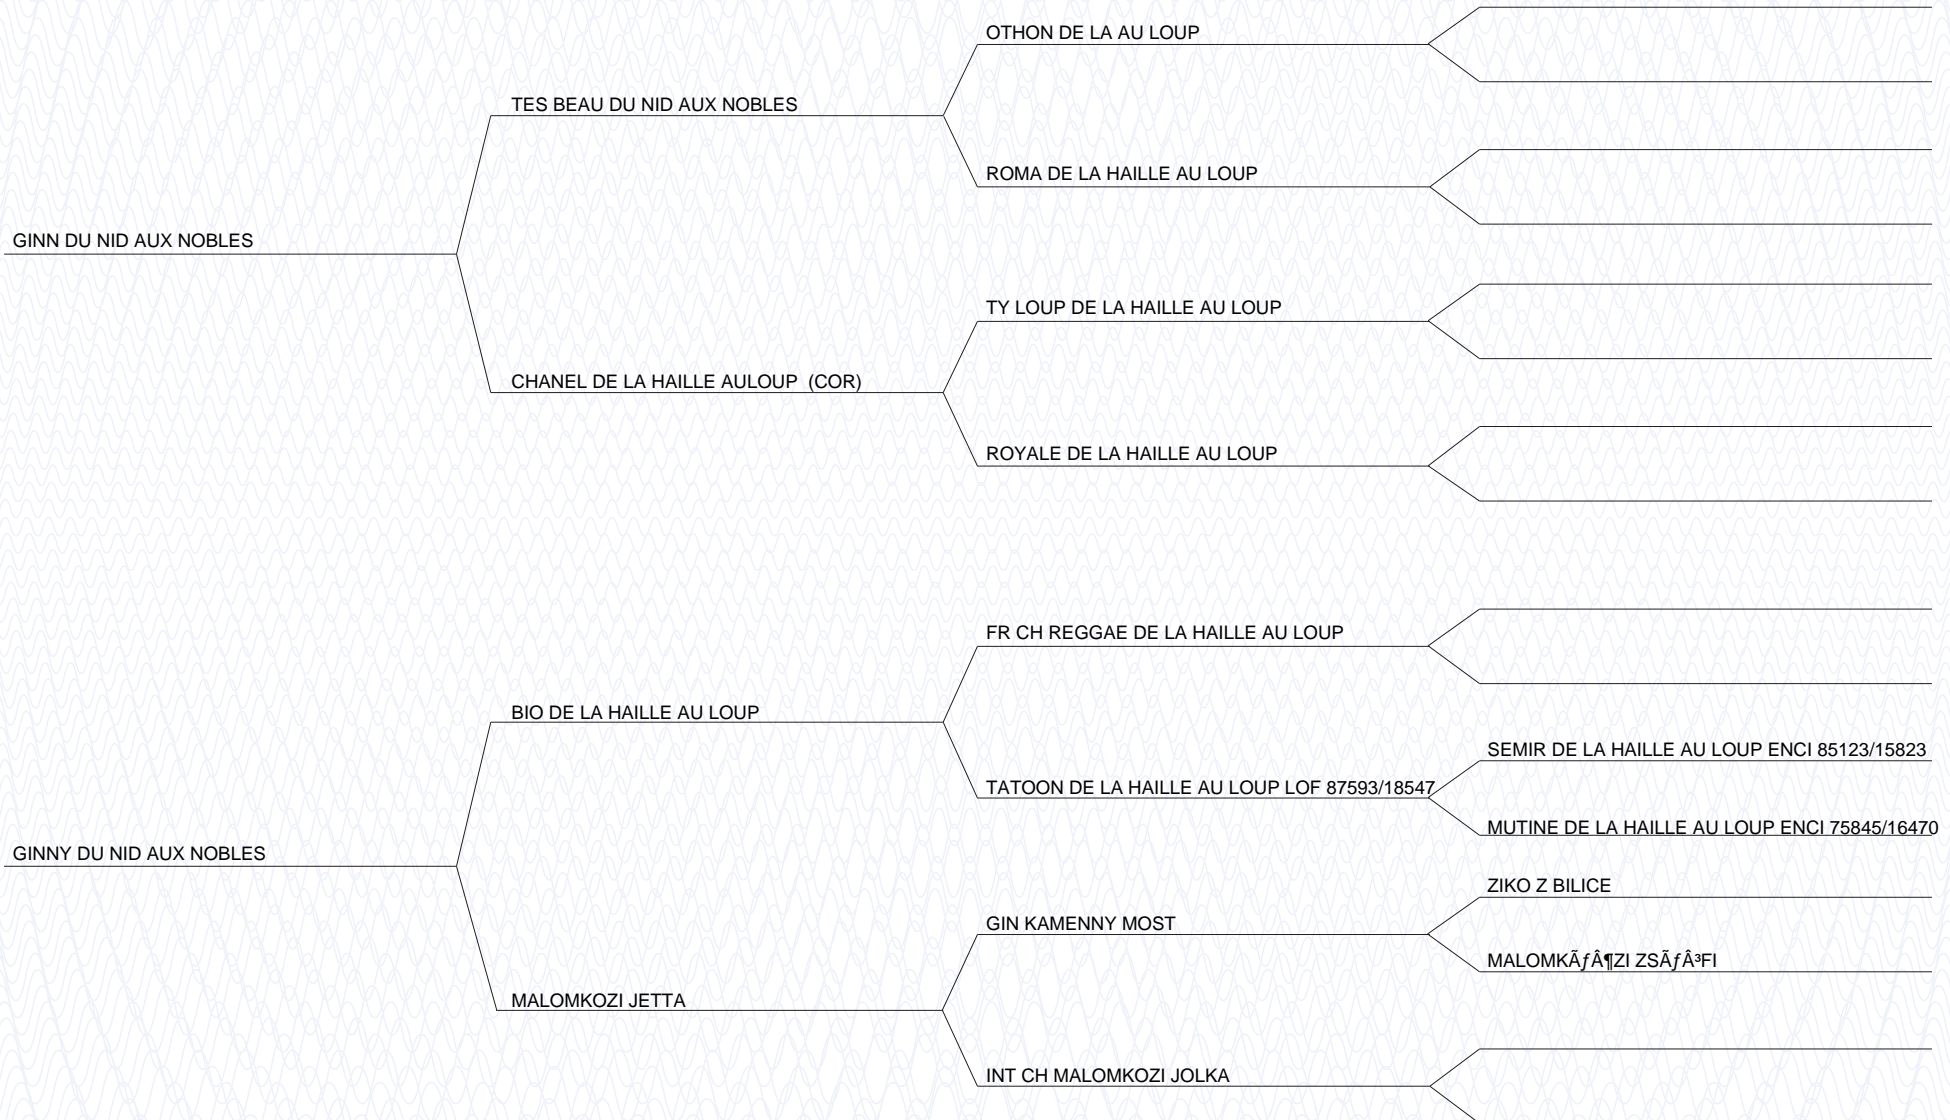 OTHON DE LA AU LOUP
TES BEAU DU NID AUX NOBLES
ROMA DE LA HAILLE AU LOUP
GINN DU NID AUX NOBLES
TY LOUP DE LA HAILLE AU LOUP
CHANEL DE LA HAILLE AULOUP (COR)
ROYALE DE LA HAILLE AU LOUP
FR CH REGGAE DE LA HAILLE AU LOUP
BIO DE LA HAILLE AU LOUP
SEMIR DE LA HAILLE AU LOUP ENCI 85123/15823
TATOON DE LA HAILLE AU LOUP LOF 87593/18547
MUTINE DE LA HAILLE AU LOUP ENCI 75845/16470
GINNY DU NID AUX NOBLES
ZIKO Z BILICE
GIN KAMENNY MOST
MALOMKÃƒÂ¶ZI ZSÃƒÂ³FI
MALOMKOZI JETTA
INT CH MALOMKOZI JOLKA